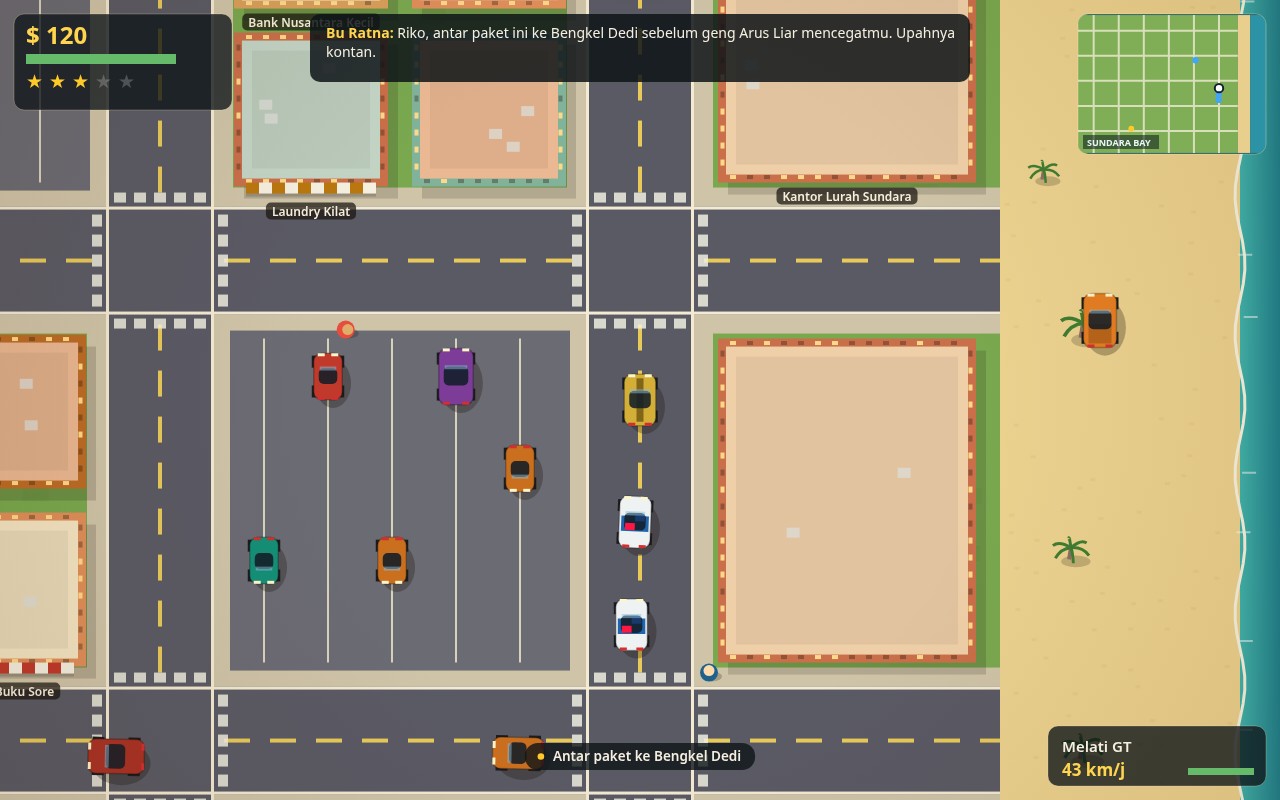 $ 120
Bank Nusantara Kecil
Bu Ratna: Riko, antar paket ini ke Bengkel Dedi sebelum geng Arus Liar mencegatmu. Upahnya
kontan.
SUNDARA BAY
Kantor Lurah Sundara
Laundry Kilat
Buku Sore
Antar paket ke Bengkel Dedi
Melati GT
43 km/j